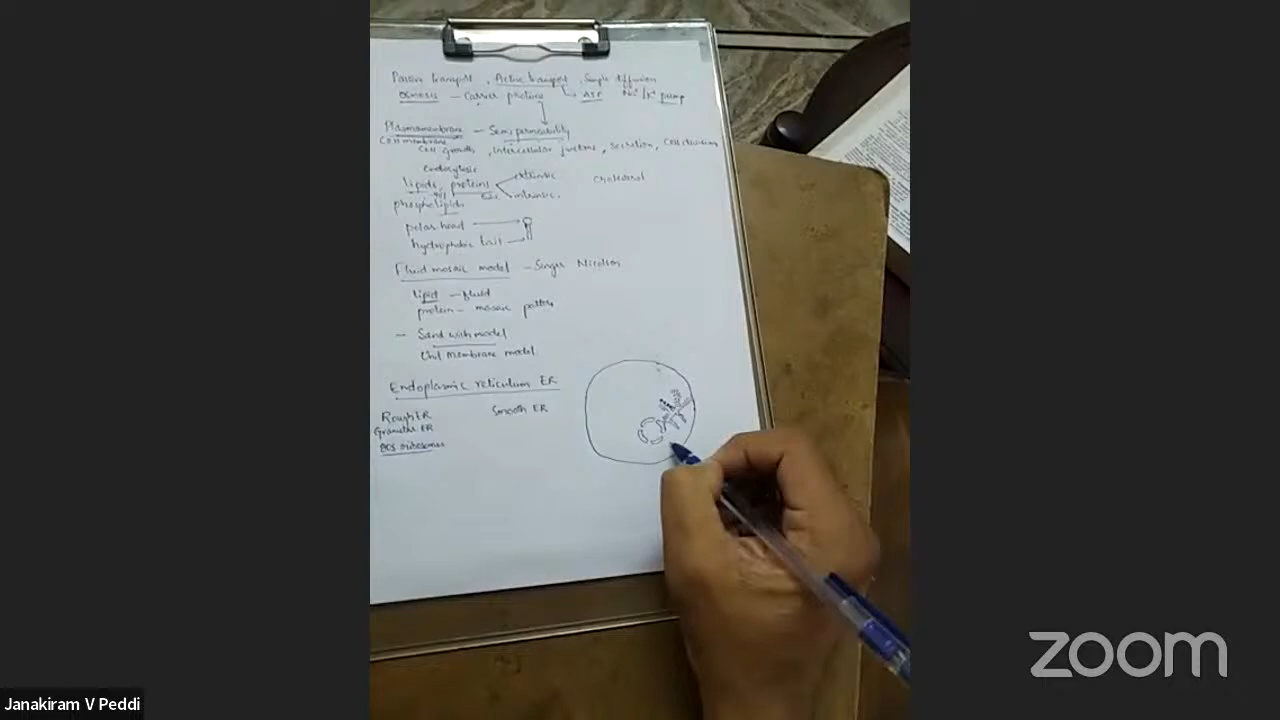 Passive transport, Active transport, Simple diffusion
Osmosis - Carrier proteins → ATP Na+/K+ pump
Plasmamembrane - Semi permeability
Cell membrane
Cell growth, intercellular junctions, Secretion, Cell division
Endocytosis
lipids, proteins extrinsic Cholesterol
intrinsic.
phospholipids
polar head
hydrophobic tail
Fluid mosaic model - Singer Nicolson
lipid - fluid
protein - mosaic pattern
- Sandwich model
Unit Membrane model
Endoplasmic reticulum ER
Rough ER Smooth ER
Granular ER
80S ribosomes
Janakiram V Peddi
zoom